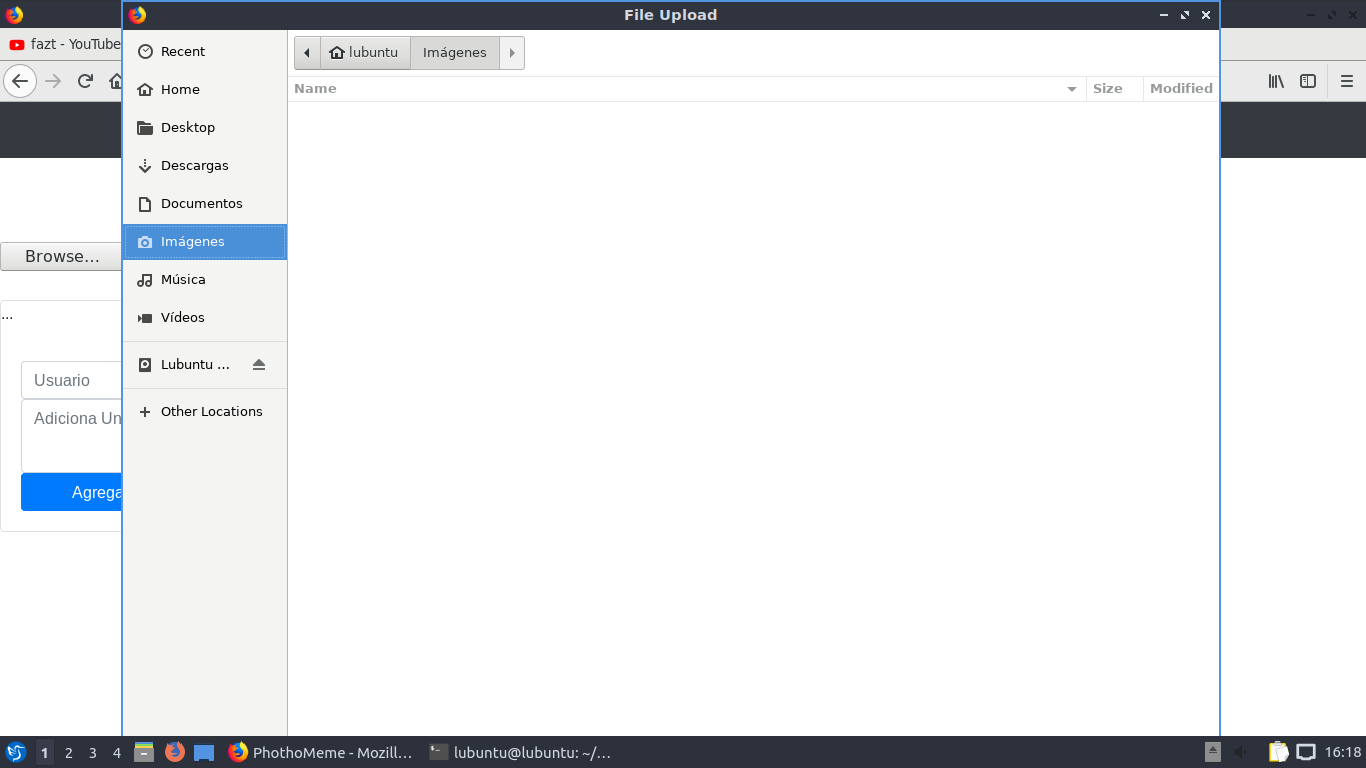 File Upload
fazt - YouTube
Recent
lubuntu
Imágenes
Home
Name
Size
Modified
Desktop
Descargas
Documentos
Imágenes
Música
Vídeos
Lubuntu ...
Other Locations
Browse...
...
Usuario
Adiciona Un
Agrega
1
2
3
4
PhothoMeme - Mozill...
lubuntu@lubuntu: ~/...
16:18